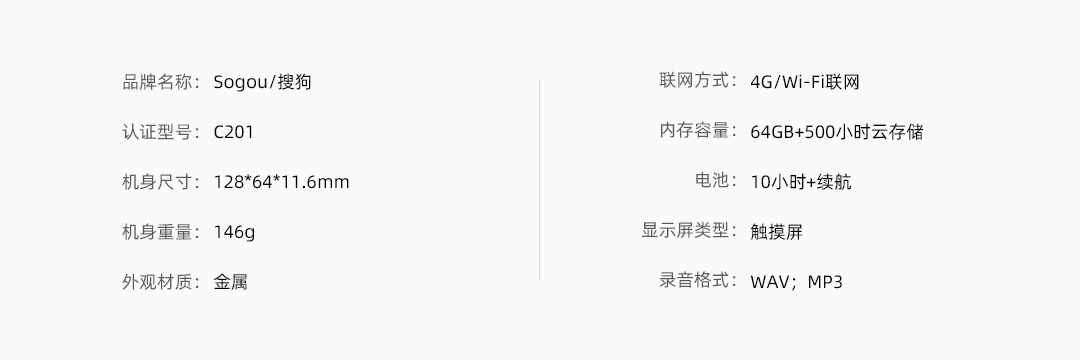 品牌名称：Sogou/搜狗
认证型号：C201
机身尺寸：128*64*11.6mm
机身重量：146g
外观材质：金属
联网方式：4G/Wi-Fi联网
内存容量：64GB+500小时云存储
电池：10小时+续航
显示屏类型：触摸屏
录音格式：WAV；MP3